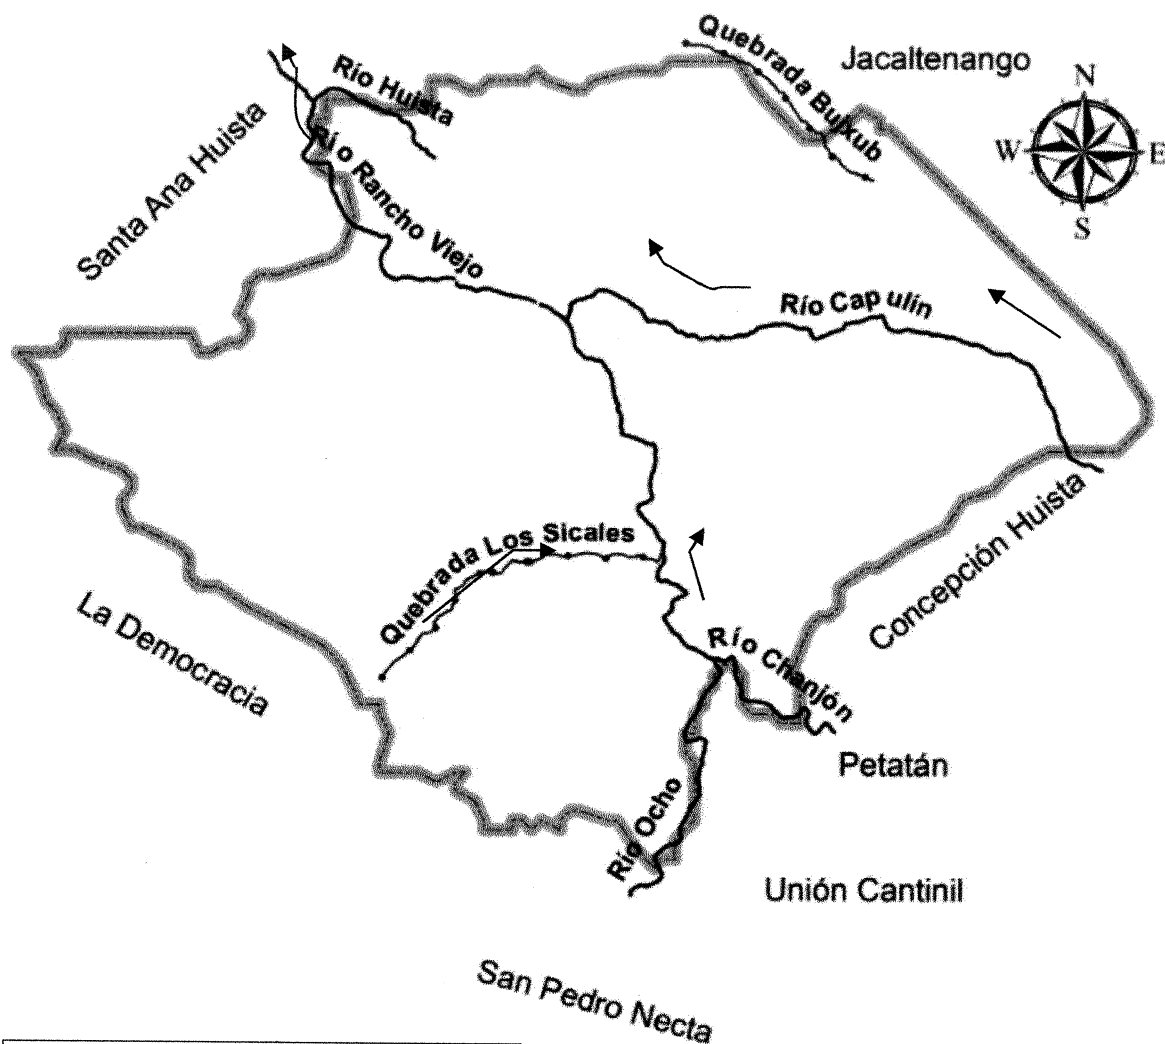 Quebrada Bujxub
Jacaltenango
N
W
E
S
Río Huista
Santa Ana Huista
Río Rancho Viejo
Río Capulín
Concepción Huista
Quebrada Los Sicales
La Democracia
Río Chanjón
Petatán
Río Ocho
Unión Cantinil
San Pedro Necta